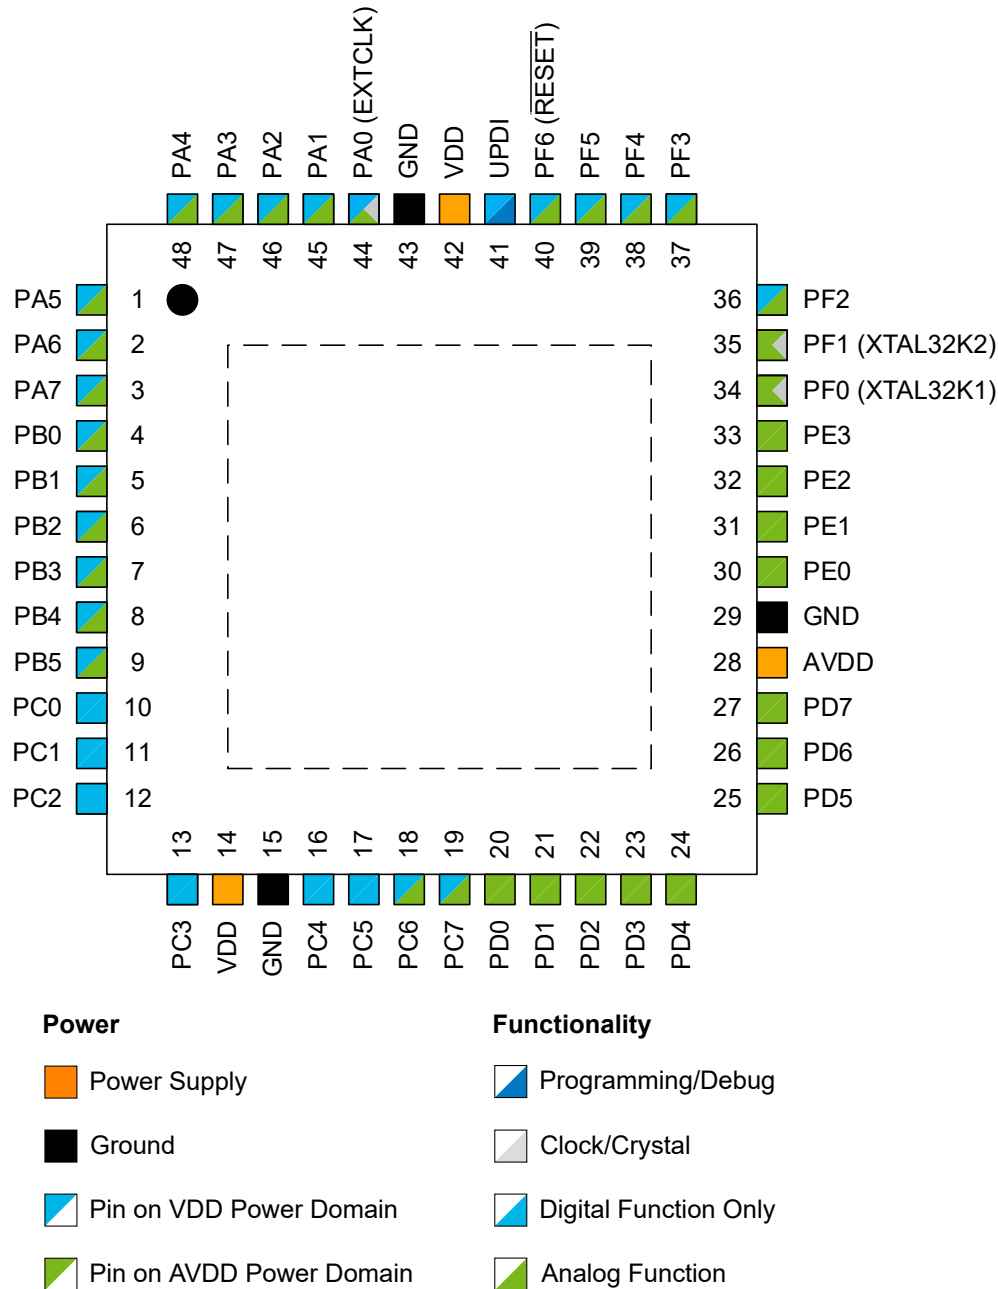 PA4
PA3
PA2
PA1
PA0 (EXTCLK)
GND
VDD
UPDI
PF6 (RESET)
PF5
PF4
PF3
48
47
46
45
44
43
42
41
40
39
38
37
PA5 1 36 PF2
PA6 2 35 PF1 (XTAL32K2)
PA7 3 34 PF0 (XTAL32K1)
PB0 4 33 PE3
PB1 5 32 PE2
PB2 6 31 PE1
PB3 7 30 PE0
PB4 8 29 GND
PB5 9 28 AVDD
PC0 10 27 PD7
PC1 11 26 PD6
PC2 12 25 PD5
13
14
15
16
17
18
19
20
21
22
23
24
PC3
VDD
GND
PC4
PC5
PC6
PC7
PD0
PD1
PD2
PD3
PD4
Power
Power Supply
Ground
Pin on VDD Power Domain
Pin on AVDD Power Domain
Functionality
Programming/Debug
Clock/Crystal
Digital Function Only
Analog Function